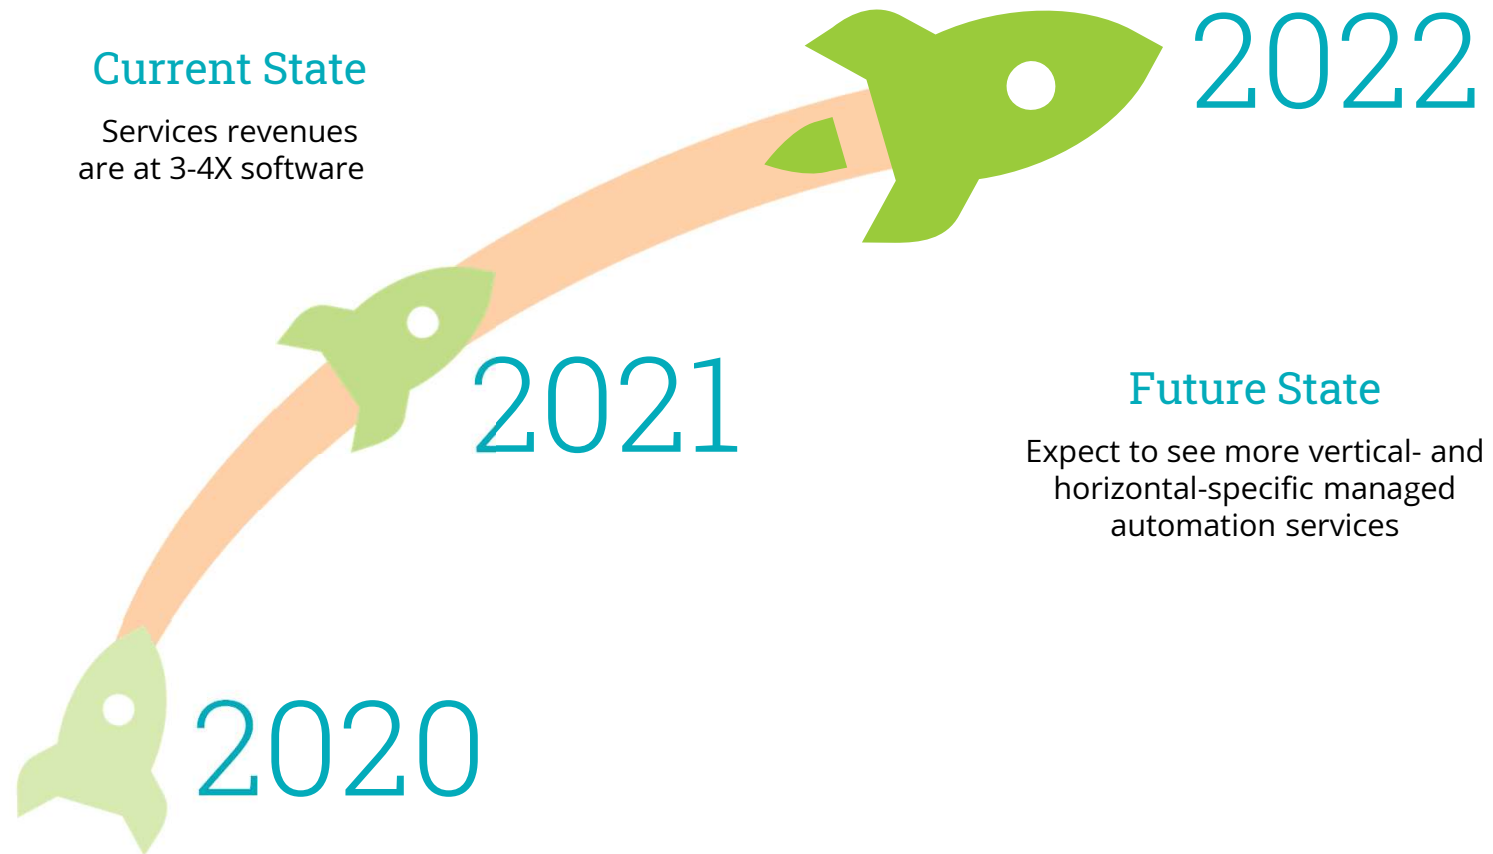 Current State
Services revenues
are at 3-4X software
2022
2021
Future State
Expect to see more vertical- and
horizontal-specific managed
automation services
2020